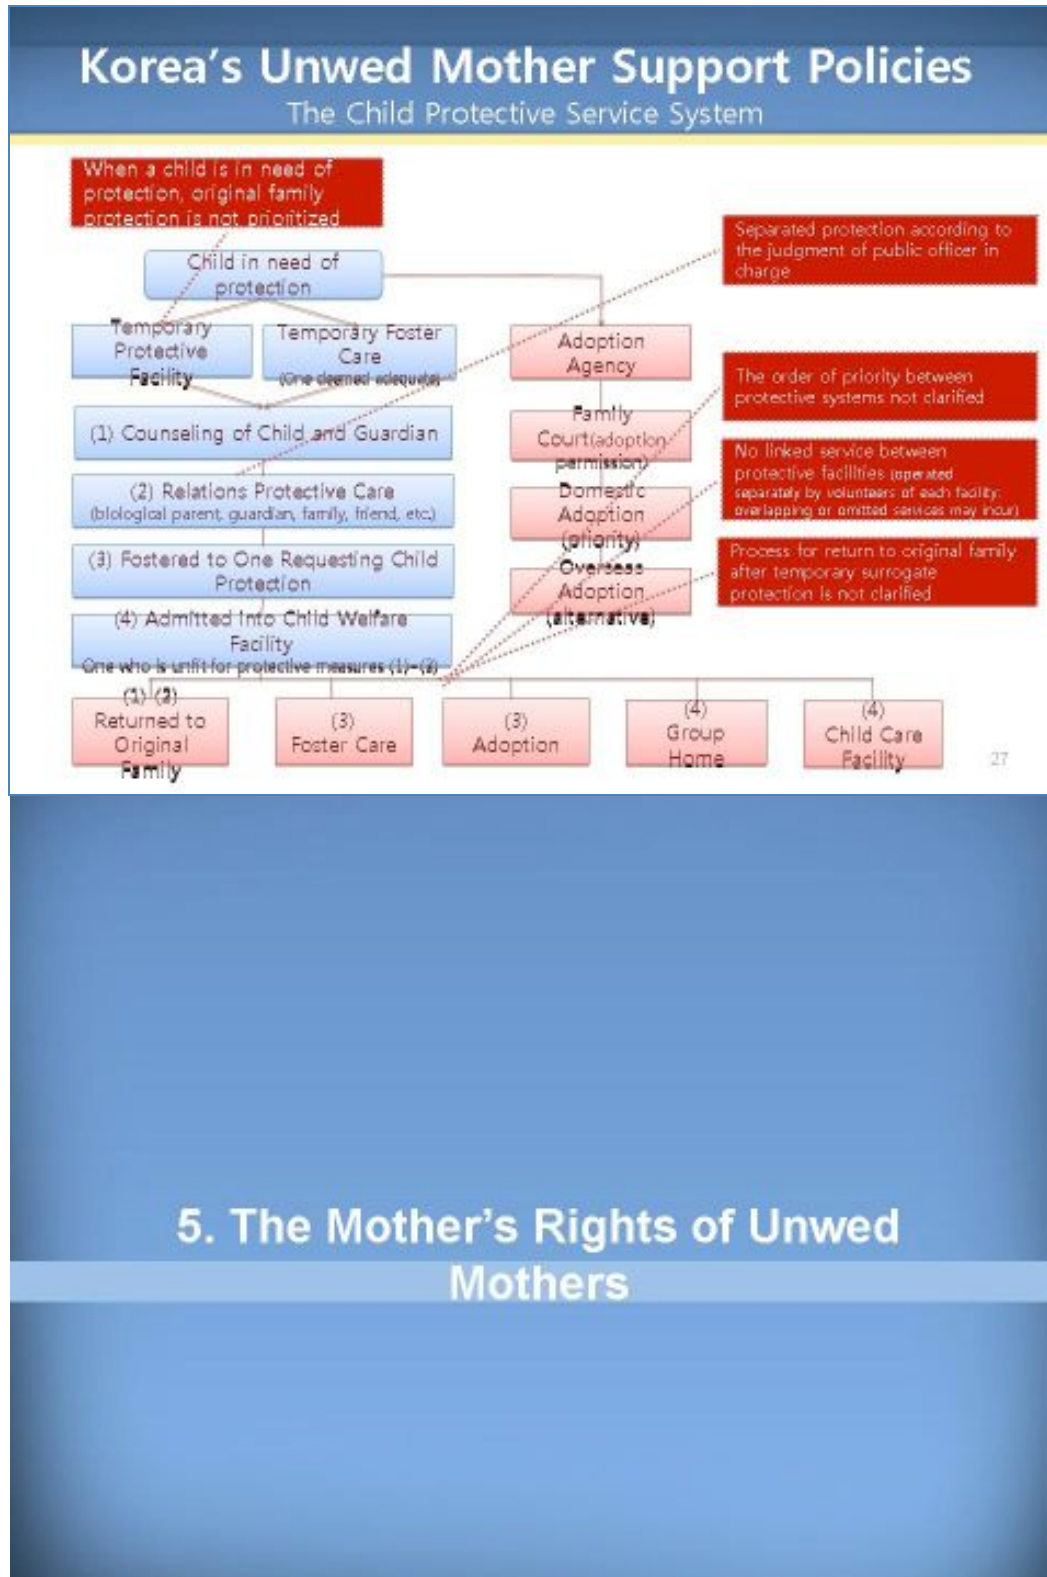 Korea's Unwed Mother Support Policies
The Child Protective Service System
When a child is in need of
protection, original family
protection is not prioritized
Separated protection according to
the judgment of public officer in
charge
Child in need of
protection
Temporary
Protective
Facility
Temporary Foster
Care
(One deemed adequate)
Adoption
Agency
The order of priority between
protective systems not clarified
(1) Counseling of Child and Guardian
Family
Court(adoption
permission)
No linked service between
protective facilities (operated
separately by volunteers of each facility:
overlapping or omitted services may incur)
(2) Relations Protective Care
(biological parent, guardian, family, friend, etc.)
Domestic
Adoption
(priority)
(3) Fostered to One Requesting Child
Protection
Overseas
Adoption
(alternative)
Process for return to original family
after temporary surrogate
protection is not clarified
(4) Admitted into Child Welfare
Facility
One who is unfit for protective measures (1)-(3)
(1) (2)
Returned to
Original
Family
(3)
Foster Care
(3)
Adoption
(4)
Group
Home
(4)
Child Care
Facility
27
5. The Mother's Rights of Unwed
Mothers